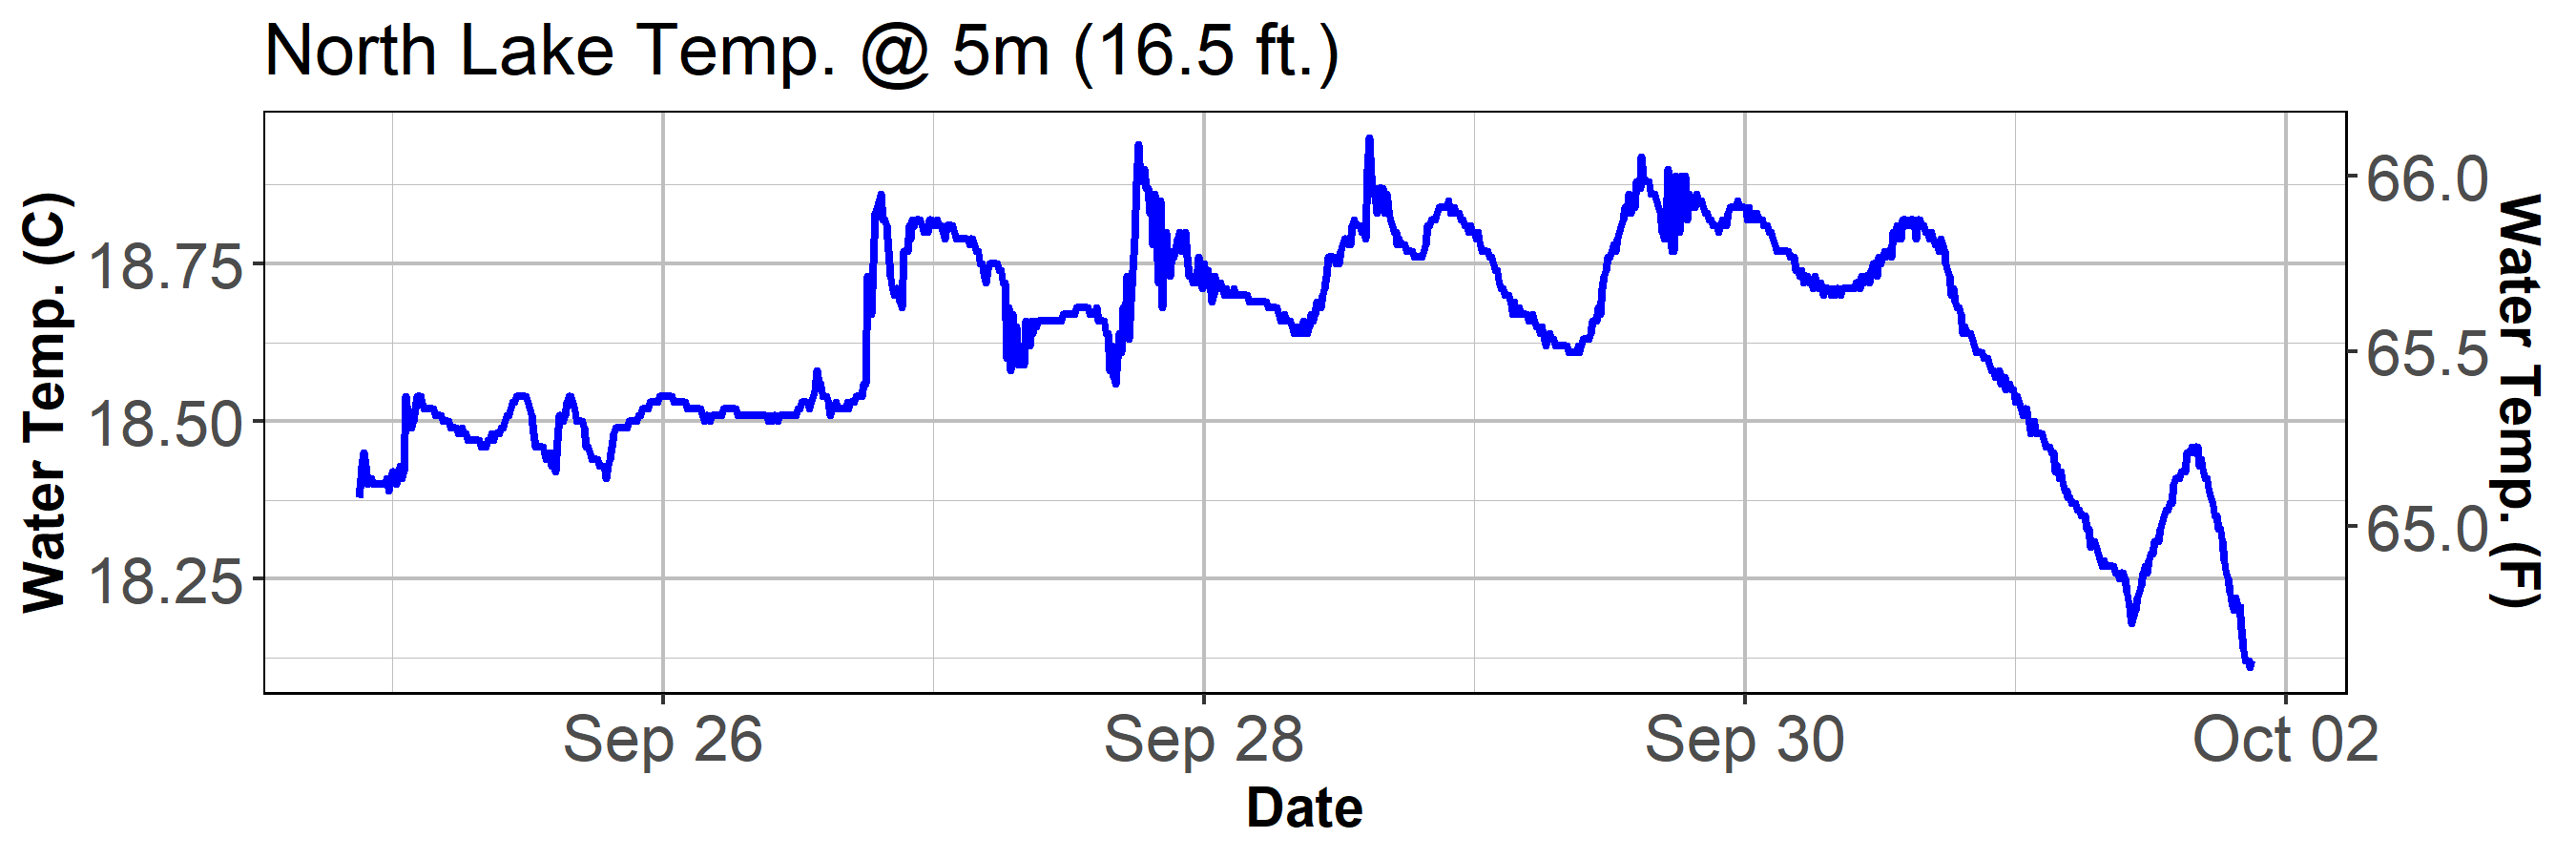 North Lake Temp. @ 5m (16.5 ft.)
Water Temp. (C)
18.75
18.50
18.25
66.0
65.5
65.0
Water Temp. (F)
Sep 26
Sep 28
Sep 30
Oct 02
Date